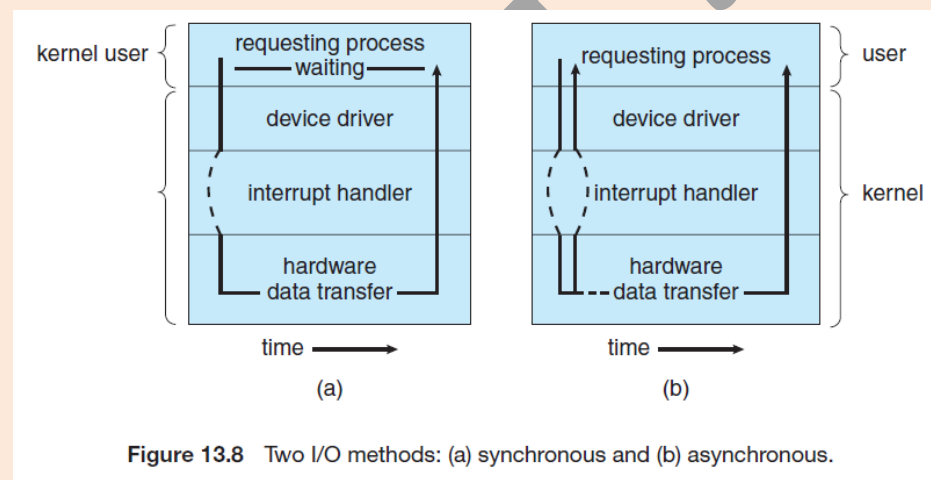 kernel user
requesting process
waiting
device driver
interrupt handler
hardware
data transfer
time
(a)
requesting process
device driver
interrupt handler
hardware
data transfer
time
(b)
user
kernel
Figure 13.8 Two I/O methods: (a) synchronous and (b) asynchronous.